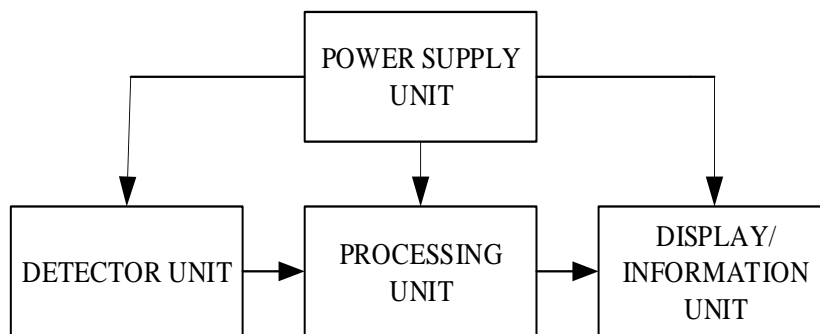 POWER SUPPLY
UNIT
DETECTOR UNIT
PROCESSING
UNIT
DISPLAY/
INFORMATION
UNIT